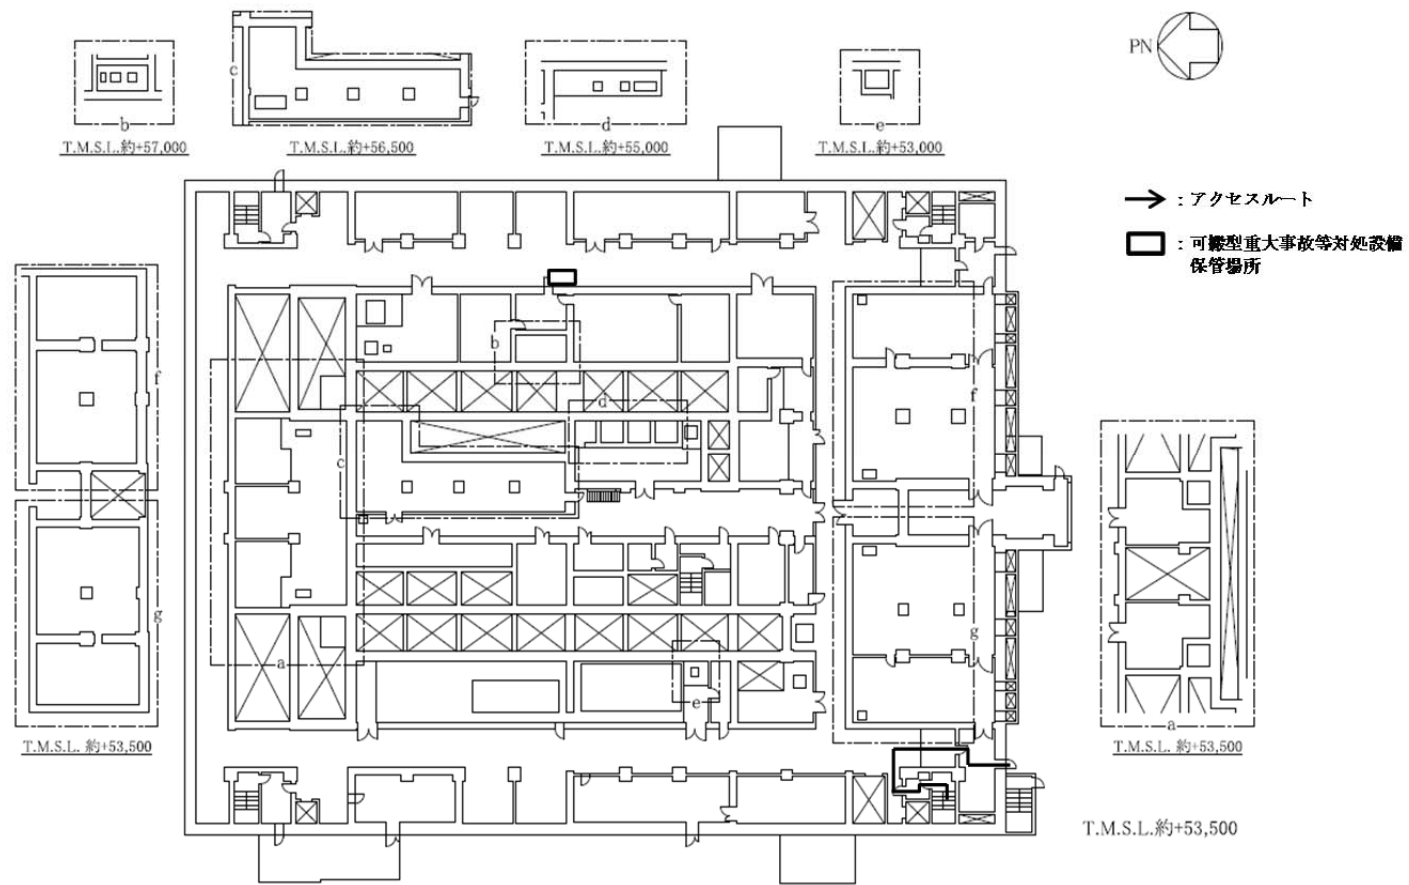 PN
b
T.M.S.L.約+57,000
c
T.M.S.L.約+56,500
d
T.M.S.L.約+55,000
e
T.M.S.L.約+53,000
→ : アクセスルート
: 可搬型重大事故等対処設備
保管場所
f
g
T.M.S.L. 約+53,500
b
d
c
a
e
f
g
a
T.M.S.L. 約+53,500
T.M.S.L.約+53,500